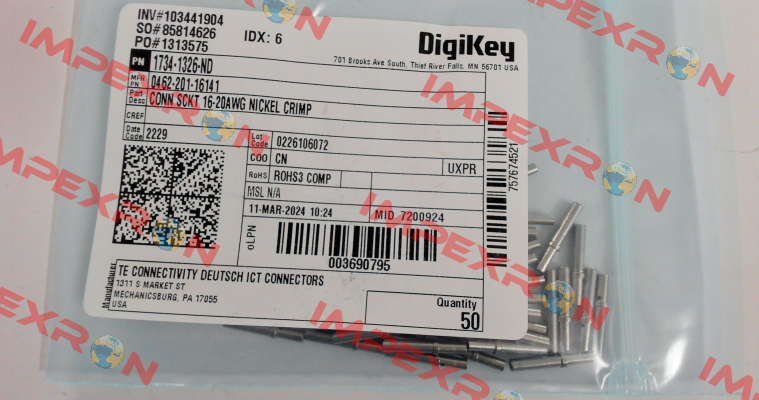 INV#103441904
SO# 85814626
PO#1313575
IDX: 6
DigiKey
701 Brooks Ave South, Thief River Falls, MN 56701 USA
PN 1734-1326-ND
MFR PN 0462-201-16141
Part Desc CONN SCKT 16-20AWG NICKEL CRIMP
CREF
Date Code 2229
Lot Code 0226106072
COO CN
UXPR
RoHS ROHS3 COMP
MSL N/A
11-MAR-2024 10:24
MID 7200924
757674521
oLPN
003690795
Manufacturer
TE CONNECTIVITY DEUTSCH ICT CONNECTORS
1311 S MARKET ST
MECHANICSBURG, PA 17055
USA
Quantity
50
IMPEXRON
IMPEXRON
IMPEXRON
IMPEXRON
IMPEXRON
IMPEXRON